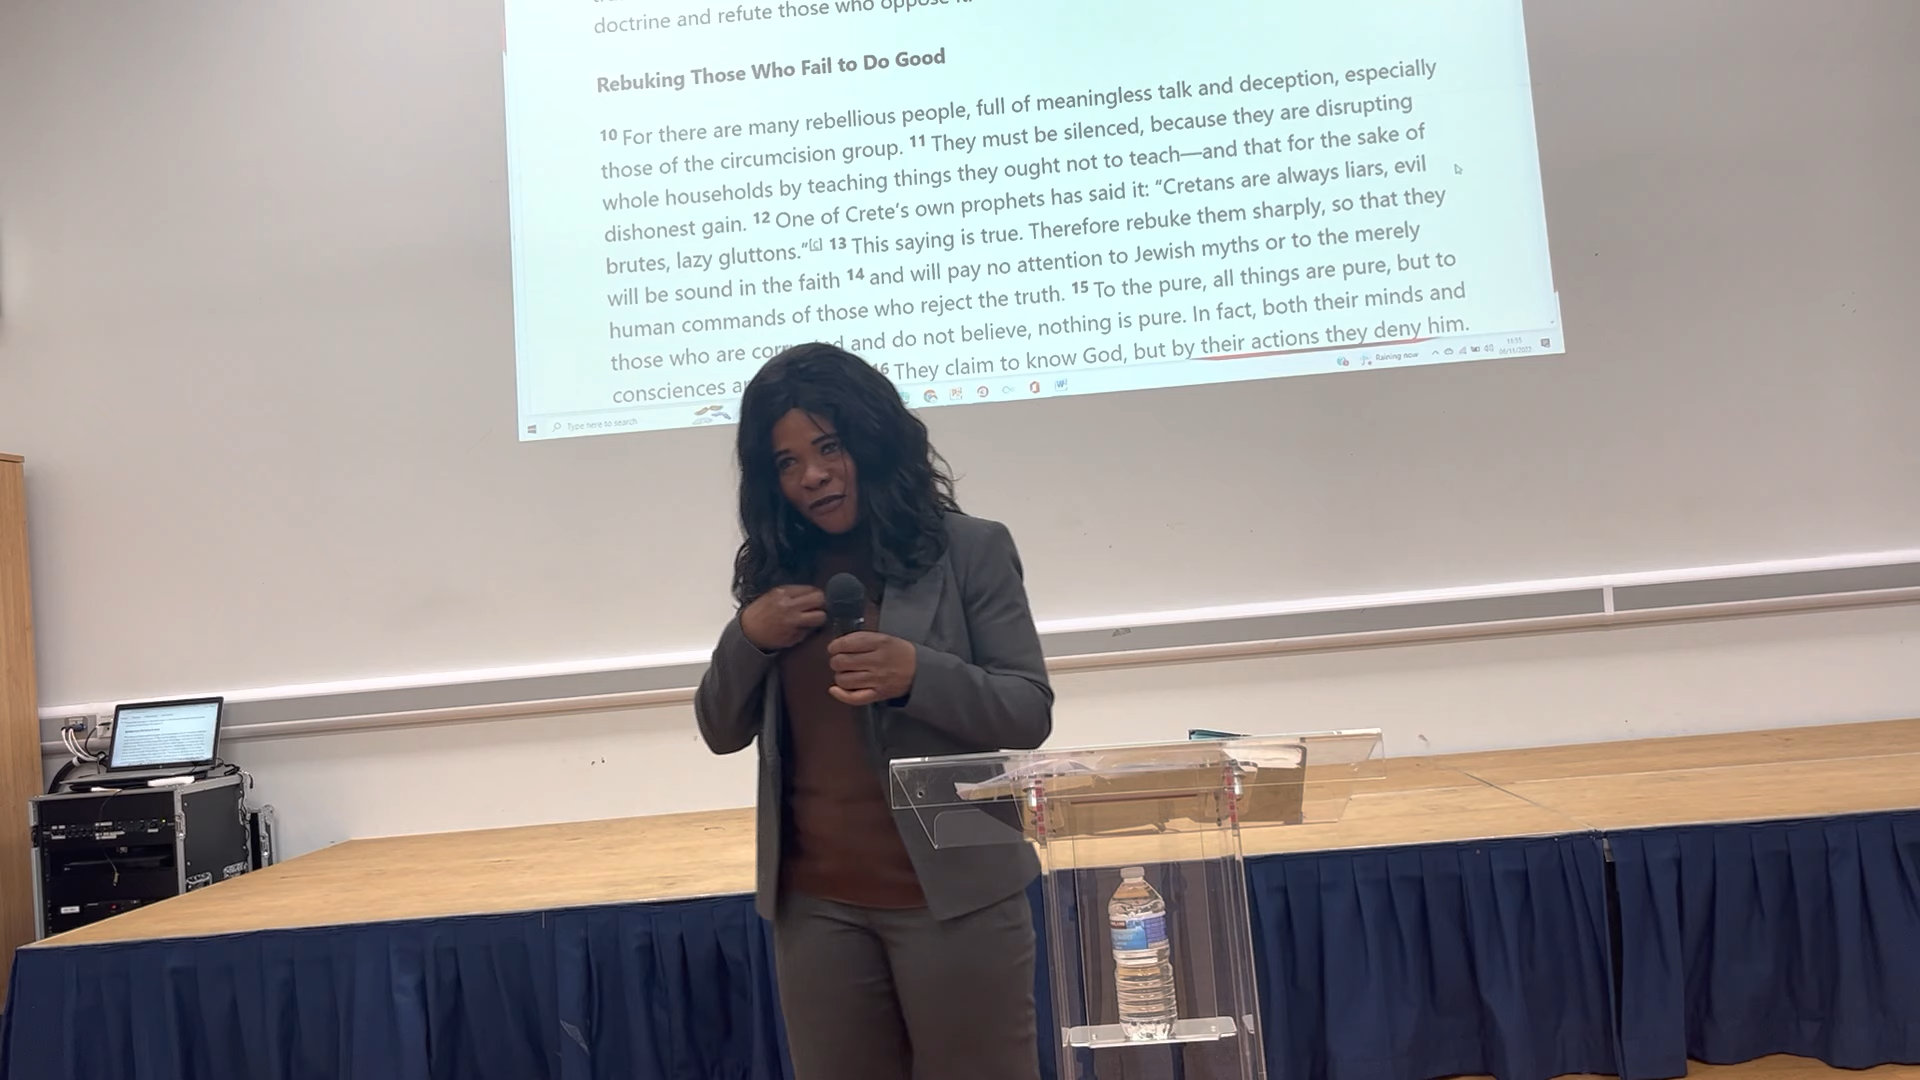 doctrine and refute those who oppose it.
Rebuking Those Who Fail to Do Good
10 For there are many rebellious people, full of meaningless talk and deception, especially
those of the circumcision group. 11 They must be silenced, because they are disrupting
whole households by teaching things they ought not to teach—and that for the sake of
dishonest gain. 12 One of Crete's own prophets has said it: "Cretans are always liars, evil
brutes, lazy gluttons."[c] 13 This saying is true. Therefore rebuke them sharply, so that they
will be sound in the faith 14 and will pay no attention to Jewish myths or to the merely
human commands of those who reject the truth. 15 To the pure, all things are pure, but to
those who are and do not believe, nothing is pure. In fact, both their minds and
consciences 16 They claim to know God, but by their actions they deny him.
Type here to search
Raining now
11:55